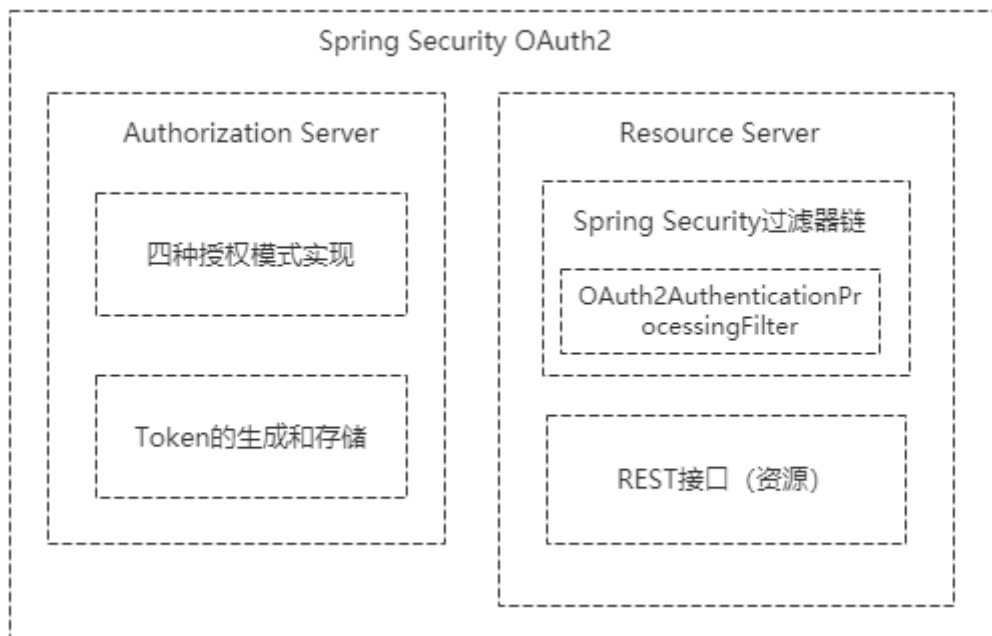 Spring Security OAuth2
Authorization Server
四种授权模式实现
Token的生成和存储
Resource Server
Spring Security过滤器链
OAuth2AuthenticationPr
ocessingFilter
REST接口（资源）